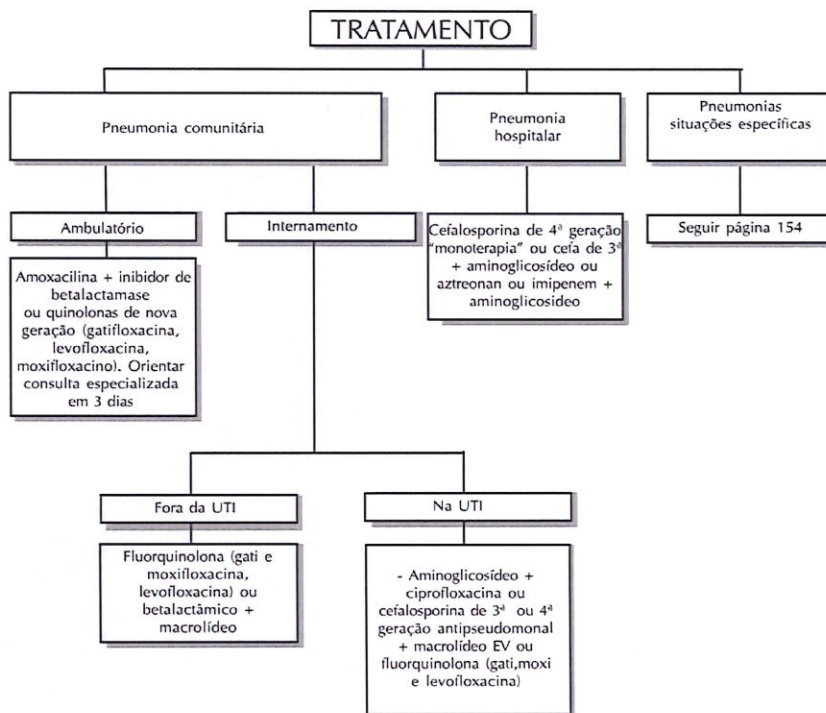 TRATAMENTO
Pneumonia comunitária
Pneumonia
hospitalar
Pneumonias
situações específicas
Ambulatório
Internamento
Cefalosporina de 4ª geração
"monoterapia" ou cefa de 3ª
+ aminoglicosídeo ou
aztreonan ou imipenem +
aminoglicosideo
Seguir página 154
Amoxacilina + inibidor de
betalactamase
ou quinolonas de nova
geração (gatifloxacina,
levofloxacina,
moxifloxacino). Orientar
consulta especializada
em 3 dias
Fora da UTI
Na UTI
Fluorquinolona (gati e
moxifloxacina,
levofloxacina) ou
betalactâmico +
macrolídeo
- Aminoglicosídeo +
ciprofloxacina ou
cefalosporina de 3ª ou 4ª
geração antipseudomonal
+ macrolídeo EV ou
fluorquinolona (gati,moxi
e levofloxacina)